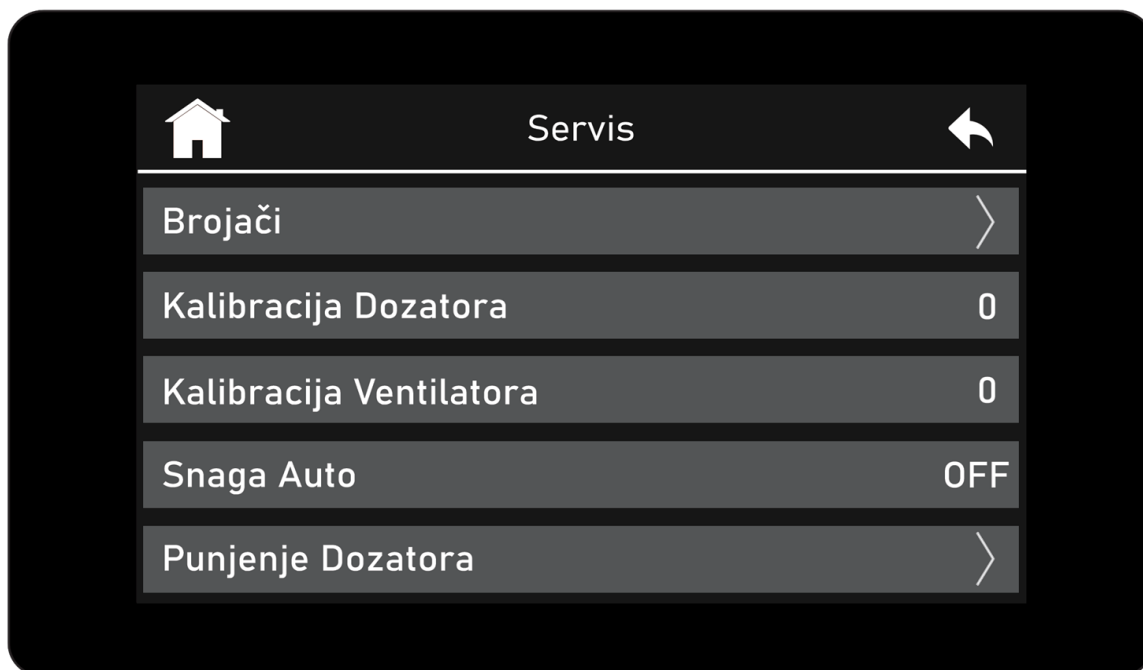 Servis
Brojači
Kalibracija Dozatora 0
Kalibracija Ventilatora 0
Snaga Auto OFF
Punjenje Dozatora